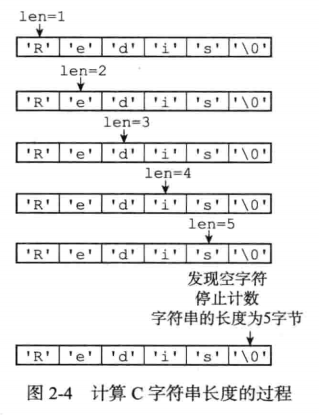 len=1
'R' 'e' 'd' 'i' 's' '\0'
len=2
'R' 'e' 'd' 'i' 's' '\0'
len=3
'R' 'e' 'd' 'i' 's' '\0'
len=4
'R' 'e' 'd' 'i' 's' '\0'
len=5
'R' 'e' 'd' 'i' 's' '\0'
发现空字符
停止计数
字符串的长度为5字节
'R' 'e' 'd' 'i' 's' '\0'
图 2-4 计算 C 字符串长度的过程